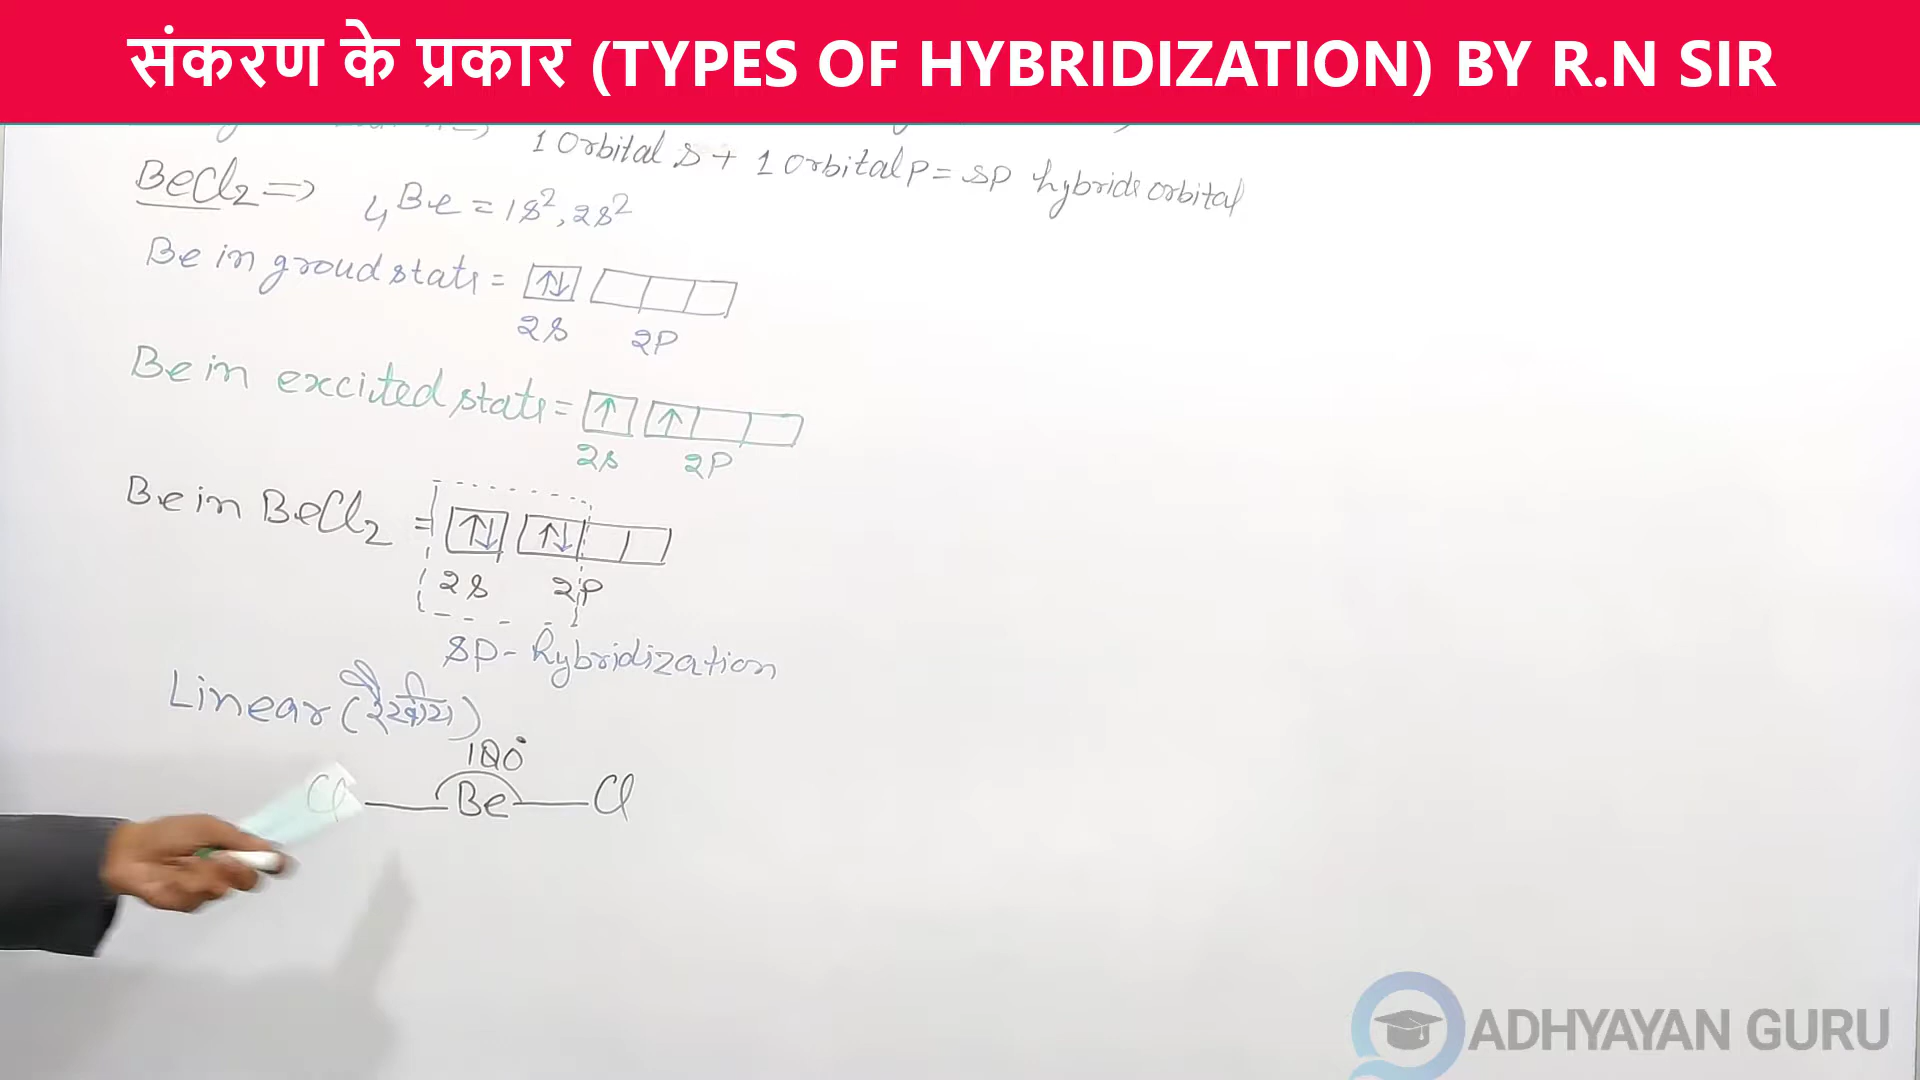 संकरण के प्रकार (TYPES OF HYBRIDIZATION) BY R.N SIR
1 Orbital s + 1 Orbital P = SP hybride orbital
BeCl₂ ⇒ ₄Be = 1s², 2s²
Be in groud state = ↑↓
2s 2P
Be in excited state = ↑ ↑
2s 2P
Be in BeCl₂ = ↑↓ ↑↓
2s 2P
SP- hybridization
Linear (
180°
Cl — Be — Cl
ADHYAYAN GURU